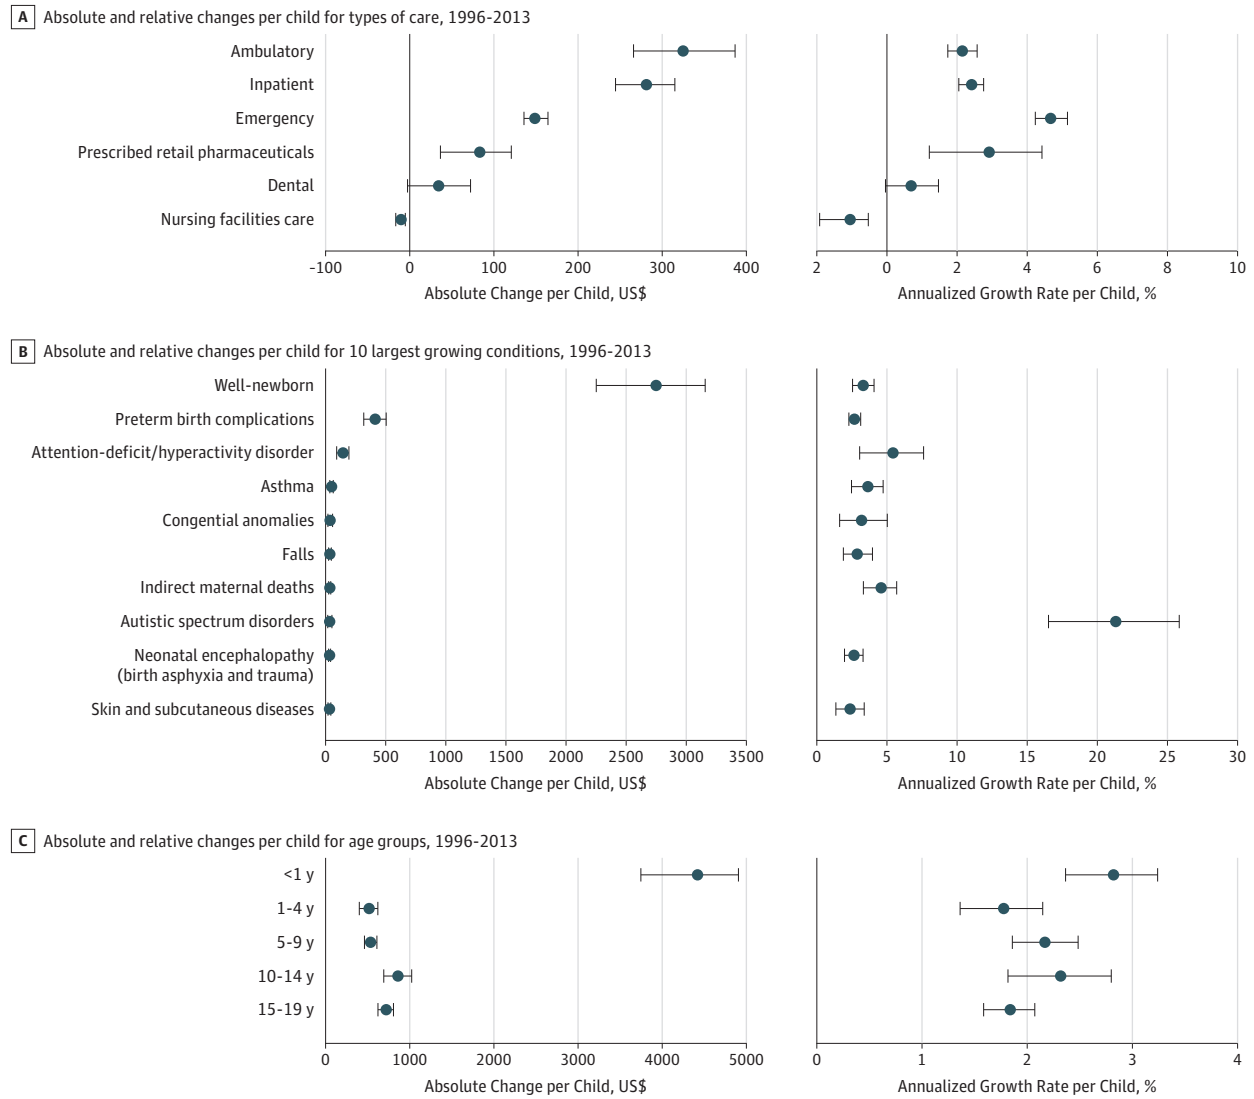 A Absolute and relative changes per child for types of care, 1996-2013
Ambulatory
Inpatient
Emergency
Prescribed retail pharmaceuticals
Dental
Nursing facilities care
-100 0 100 200 300 400
Absolute Change per Child, US$
2 0 2 4 6 8 10
Annualized Growth Rate per Child, %
B Absolute and relative changes per child for 10 largest growing conditions, 1996-2013
Well-newborn
Preterm birth complications
Attention-deficit/hyperactivity disorder
Asthma
Congential anomalies
Falls
Indirect maternal deaths
Autistic spectrum disorders
Neonatal encephalopathy
(birth asphyxia and trauma)
Skin and subcutaneous diseases
0 500 1000 1500 2000 2500 3000 3500
Absolute Change per Child, US$
0 5 10 15 20 25 30
Annualized Growth Rate per Child, %
C Absolute and relative changes per child for age groups, 1996-2013
<1 y
1-4 y
5-9 y
10-14 y
15-19 y
0 1000 2000 3000 4000 5000
Absolute Change per Child, US$
0 1 2 3 4
Annualized Growth Rate per Child, %